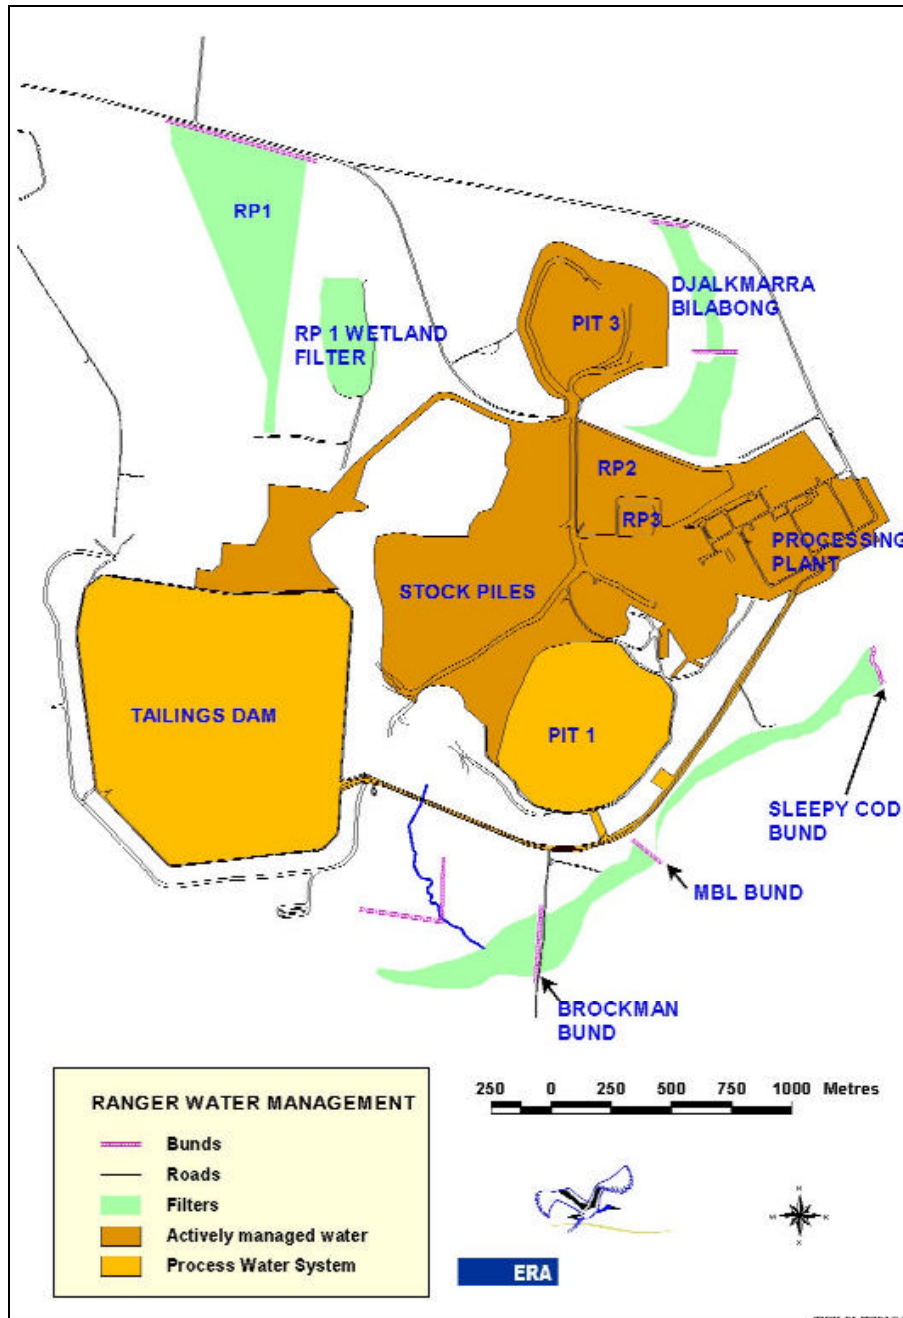 RP1
DJALKMARRA
BILABONG
PIT 3
RP 1 WETLAND
FILTER
RP2
RP3
PROCESSING
PLANT
STOCK PILES
TAILINGS DAM
PIT 1
SLEEPY COD
BUND
MBL BUND
BROCKMAN
BUND
RANGER WATER MANAGEMENT
Bunds
Roads
Filters
Actively managed water
Process Water System
250 0 250 500 750 1000 Metres
ERA